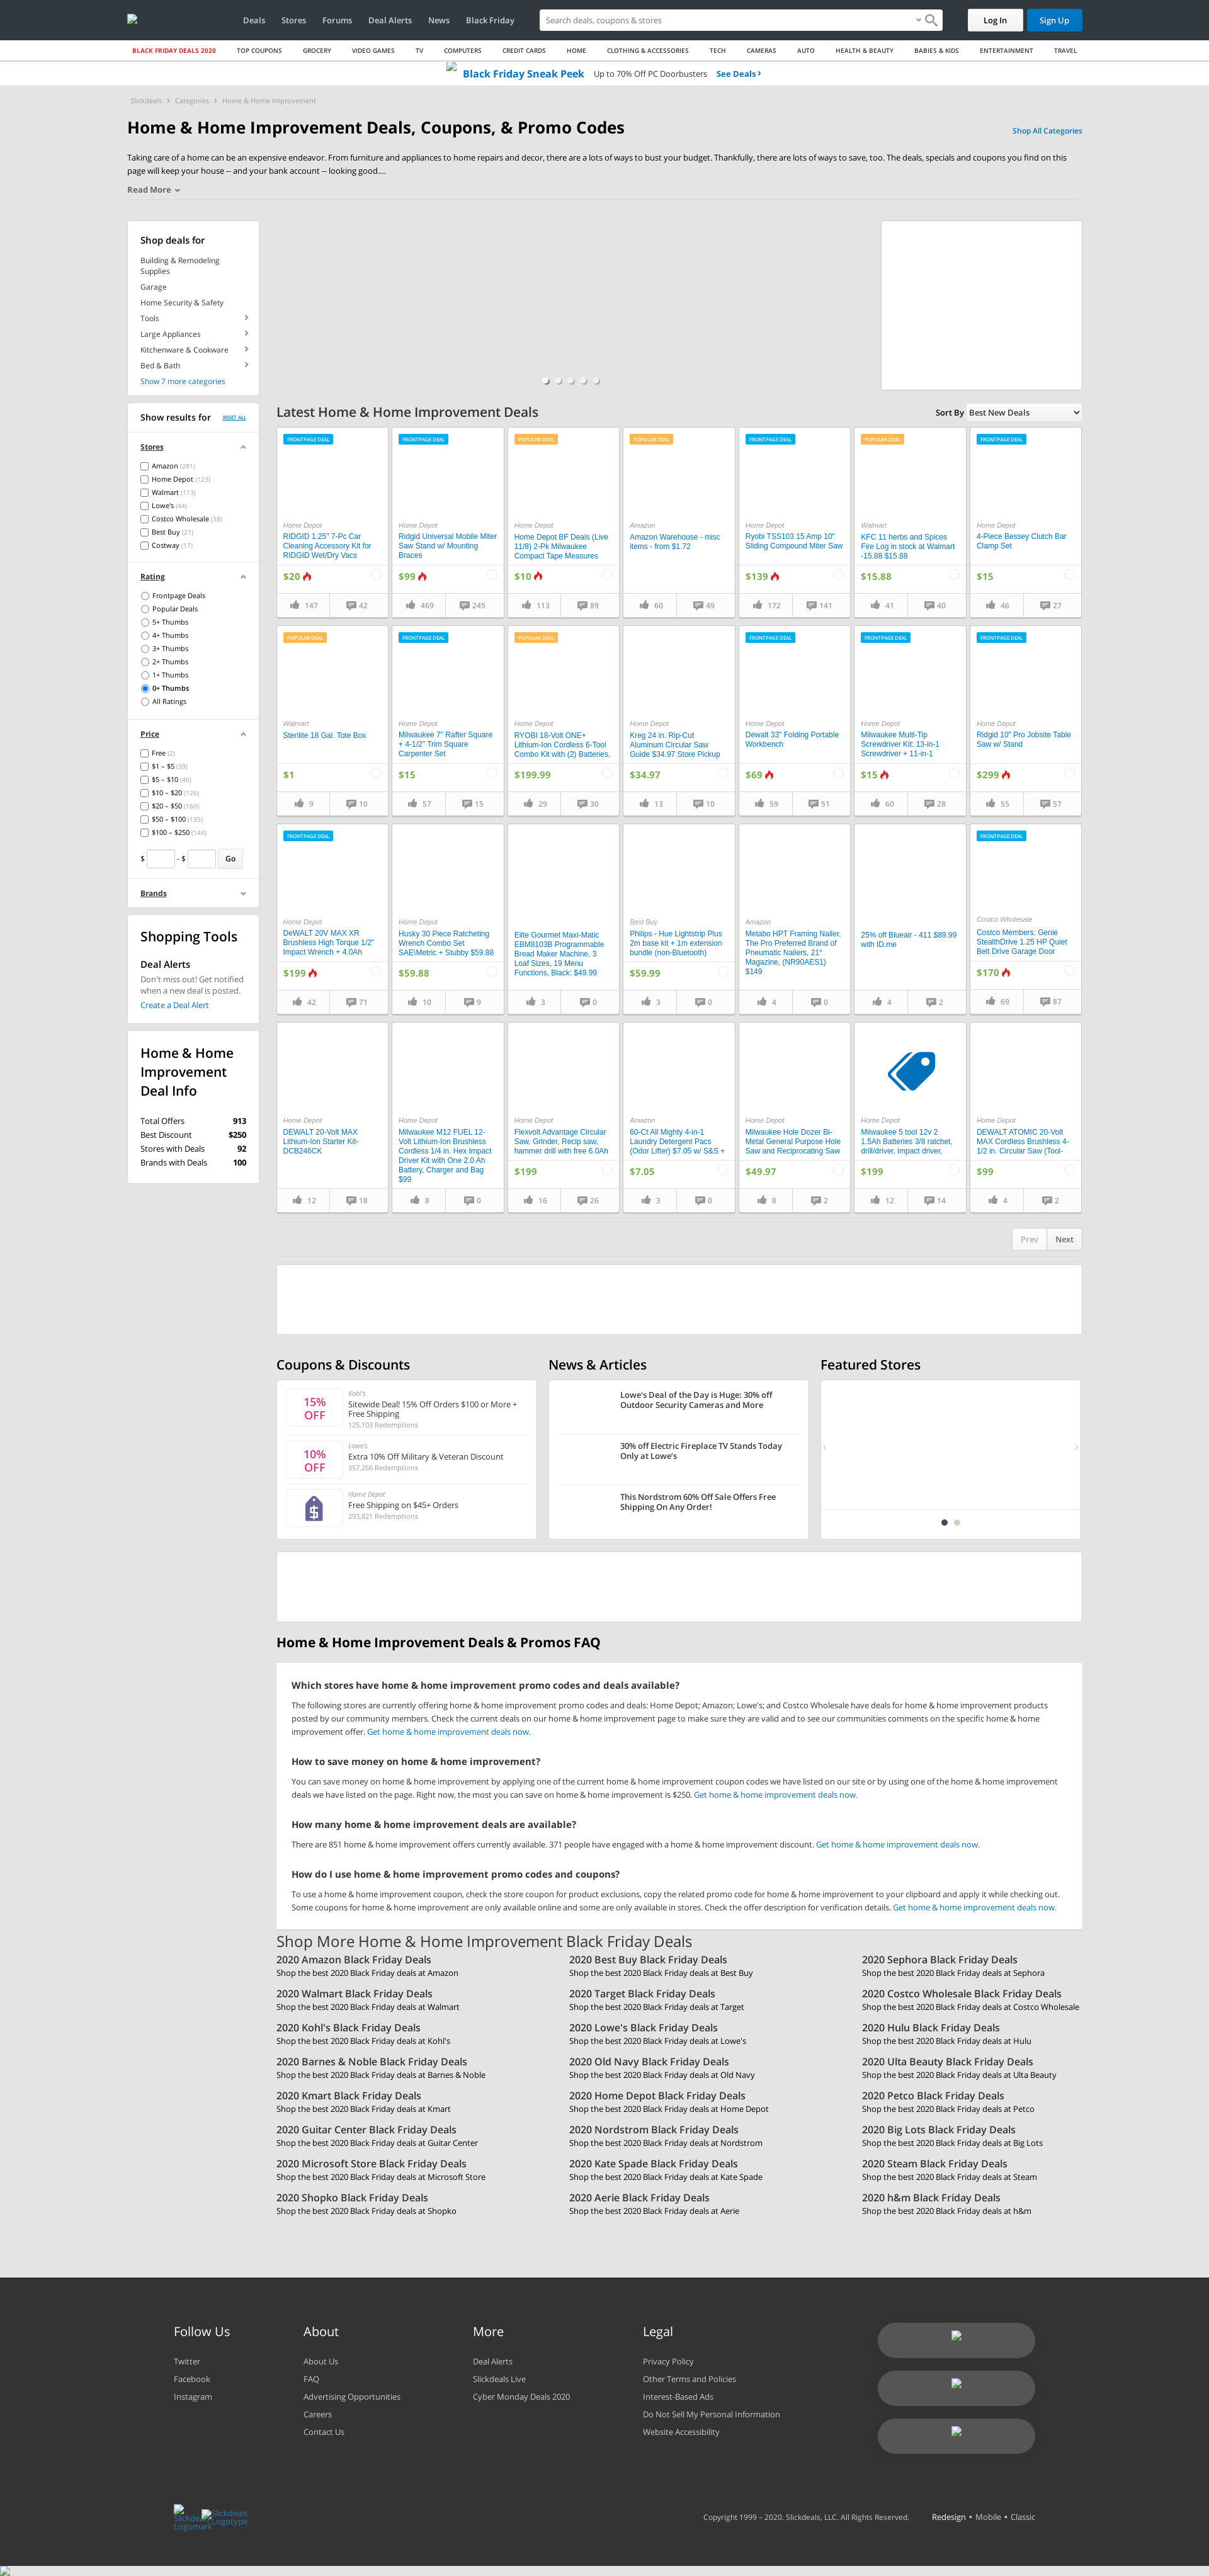 Deals Stores Forums Deal Alerts News Black Friday
Search deals, coupons & stores
Log In
Sign Up
BLACK FRIDAY DEALS 2020 TOP COUPONS GROCERY VIDEO GAMES TV COMPUTERS CREDIT CARDS HOME CLOTHING & ACCESSORIES TECH CAMERAS AUTO HEALTH & BEAUTY BABIES & KIDS ENTERTAINMENT TRAVEL
Black Friday Sneak Peek Up to 70% Off PC Doorbusters See Deals
Slickdeals Categories Home & Home Improvement
Home & Home Improvement Deals, Coupons, & Promo Codes
Shop All Categories
Taking care of a home can be an expensive endeavor. From furniture and appliances to home repairs and decor, there are a lots of ways to bust your budget. Thankfully, there are lots of ways to save, too. The deals, specials and coupons you find on this
page will keep your house -- and your bank account -- looking good....
Read More
Shop deals for
Building & Remodeling
Supplies
Garage
Home Security & Safety
Tools
Large Appliances
Kitchenware & Cookware
Bed & Bath
Show 7 more categories
Show results for RESET ALL
Stores
Amazon (281)
Home Depot (123)
Walmart (113)
Lowe's (44)
Costco Wholesale (38)
Best Buy (21)
Costway (17)
Rating
Frontpage Deals
Popular Deals
5+ Thumbs
4+ Thumbs
3+ Thumbs
2+ Thumbs
1+ Thumbs
0+ Thumbs
All Ratings
Price
Free (2)
$1 – $5 (39)
$5 – $10 (46)
$10 – $20 (126)
$20 – $50 (160)
$50 – $100 (135)
$100 – $250 (144)
$ - $ Go
Brands
Shopping Tools
Deal Alerts
Don't miss out! Get notified
when a new deal is posted.
Create a Deal Alert
Home & Home
Improvement
Deal Info
Total Offers 913
Best Discount $250
Stores with Deals 92
Brands with Deals 100
Latest Home & Home Improvement Deals
Sort By Best New Deals
FRONTPAGE DEAL
Home Depot
RIDGID 1.25" 7-Pc Car
Cleaning Accessory Kit for
RIDGID Wet/Dry Vacs
$20
147 42
FRONTPAGE DEAL
Home Depot
Ridgid Universal Mobile Miter
Saw Stand w/ Mounting
Braces
$99
469 245
POPULAR DEAL
Home Depot
Home Depot BF Deals (Live
11/8) 2-Pk Milwaukee
Compact Tape Measures
$10
113 89
POPULAR DEAL
Amazon
Amazon Warehouse - misc
items - from $1.72
60 49
FRONTPAGE DEAL
Home Depot
Ryobi TSS103 15 Amp 10"
Sliding Compound Miter Saw
$139
172 141
POPULAR DEAL
Walmart
KFC 11 herbs and Spices
Fire Log in stock at Walmart
-15.88 $15.88
$15.88
41 40
FRONTPAGE DEAL
Home Depot
4-Piece Bessey Clutch Bar
Clamp Set
$15
46 27
POPULAR DEAL
Walmart
Sterilite 18 Gal. Tote Box
$1
9 10
FRONTPAGE DEAL
Home Depot
Milwaukee 7" Rafter Square
+ 4-1/2" Trim Square
Carpenter Set
$15
57 15
POPULAR DEAL
Home Depot
RYOBI 18-Volt ONE+
Lithium-Ion Cordless 6-Tool
Combo Kit with (2) Batteries,
$199.99
29 30
Home Depot
Kreg 24 in. Rip-Cut
Aluminum Circular Saw
Guide $34.97 Store Pickup
$34.97
13 10
FRONTPAGE DEAL
Home Depot
Dewalt 33" Folding Portable
Workbench
$69
59 51
FRONTPAGE DEAL
Home Depot
Milwaukee Multi-Tip
Screwdriver Kit: 13-in-1
Screwdriver + 11-in-1
$15
60 28
FRONTPAGE DEAL
Home Depot
Ridgid 10" Pro Jobsite Table
Saw w/ Stand
$299
55 57
FRONTPAGE DEAL
Home Depot
DeWALT 20V MAX XR
Brushless High Torque 1/2"
Impact Wrench + 4.0Ah
$199
42 71
Home Depot
Husky 30 Piece Ratcheting
Wrench Combo Set
SAE\Metric + Stubby $59.88
$59.88
10 9
Elite Gourmet Maxi-Matic
EBM8103B Programmable
Bread Maker Machine, 3
Loaf Sizes, 19 Menu
Functions, Black: $49.99
3 0
Best Buy
Philips - Hue Lightstrip Plus
2m base kit + 1m extension
bundle (non-Bluetooth)
$59.99
3 0
Amazon
Metabo HPT Framing Nailer,
The Pro Preferred Brand of
Pneumatic Nailers, 21°
Magazine, (NR90AES1)
$149
4 0
25% off Blueair - 411 $89.99
with ID.me
4 2
FRONTPAGE DEAL
Costco Wholesale
Costco Members: Genie
StealthDrive 1.25 HP Quiet
Belt Drive Garage Door
$170
69 87
Home Depot
DEWALT 20-Volt MAX
Lithium-Ion Starter Kit-
DCB246CK
12 18
Home Depot
Milwaukee M12 FUEL 12-
Volt Lithium-Ion Brushless
Cordless 1/4 in. Hex Impact
Driver Kit with One 2.0 Ah
Battery, Charger and Bag
$99
8 0
Home Depot
Flexvolt Advantage Circular
Saw, Grinder, Recip saw,
hammer drill with free 6.0Ah
$199
16 26
Amazon
60-Ct All Mighty 4-in-1
Laundry Detergent Pacs
(Odor Lifter) $7.05 w/ S&S +
$7.05
3 0
Home Depot
Milwaukee Hole Dozer Bi-
Metal General Purpose Hole
Saw and Reciprocating Saw
$49.97
8 2
Home Depot
Milwaukee 5 tool 12v 2
1.5Ah Batteries 3/8 ratchet,
drill/driver, impact driver,
$199
12 14
Home Depot
DEWALT ATOMIC 20-Volt
MAX Cordless Brushless 4-
1/2 in. Circular Saw (Tool-
$99
4 2
Prev Next
Coupons & Discounts
15%
OFF
Kohl's
Sitewide Deal! 15% Off Orders $100 or More +
Free Shipping
125,103 Redemptions
10%
OFF
Lowe's
Extra 10% Off Military & Veteran Discount
357,266 Redemptions
Home Depot
Free Shipping on $45+ Orders
293,821 Redemptions
News & Articles
Lowe's Deal of the Day is Huge: 30% off
Outdoor Security Cameras and More
30% off Electric Fireplace TV Stands Today
Only at Lowe's
This Nordstrom 60% Off Sale Offers Free
Shipping On Any Order!
Featured Stores
Home & Home Improvement Deals & Promos FAQ
Which stores have home & home improvement promo codes and deals available?
The following stores are currently offering home & home improvement promo codes and deals: Home Depot; Amazon; Lowe's; and Costco Wholesale have deals for home & home improvement products
posted by our community members. Check the current deals on our home & home improvement page to make sure they are valid and to see our communities comments on the specific home & home
improvement offer. Get home & home improvement deals now.
How to save money on home & home improvement?
You can save money on home & home improvement by applying one of the current home & home improvement coupon codes we have listed on our site or by using one of the home & home improvement
deals we have listed on the page. Right now, the most you can save on home & home improvement is $250. Get home & home improvement deals now.
How many home & home improvement deals are available?
There are 851 home & home improvement offers currently available. 371 people have engaged with a home & home improvement discount. Get home & home improvement deals now.
How do I use home & home improvement promo codes and coupons?
To use a home & home improvement coupon, check the store coupon for product exclusions, copy the related promo code for home & home improvement to your clipboard and apply it while checking out.
Some coupons for home & home improvement are only available online and some are only available in stores. Check the offer description for verification details. Get home & home improvement deals now.
Shop More Home & Home Improvement Black Friday Deals
2020 Amazon Black Friday Deals
Shop the best 2020 Black Friday deals at Amazon
2020 Best Buy Black Friday Deals
Shop the best 2020 Black Friday deals at Best Buy
2020 Sephora Black Friday Deals
Shop the best 2020 Black Friday deals at Sephora
2020 Walmart Black Friday Deals
Shop the best 2020 Black Friday deals at Walmart
2020 Target Black Friday Deals
Shop the best 2020 Black Friday deals at Target
2020 Costco Wholesale Black Friday Deals
Shop the best 2020 Black Friday deals at Costco Wholesale
2020 Kohl's Black Friday Deals
Shop the best 2020 Black Friday deals at Kohl's
2020 Lowe's Black Friday Deals
Shop the best 2020 Black Friday deals at Lowe's
2020 Hulu Black Friday Deals
Shop the best 2020 Black Friday deals at Hulu
2020 Barnes & Noble Black Friday Deals
Shop the best 2020 Black Friday deals at Barnes & Noble
2020 Old Navy Black Friday Deals
Shop the best 2020 Black Friday deals at Old Navy
2020 Ulta Beauty Black Friday Deals
Shop the best 2020 Black Friday deals at Ulta Beauty
2020 Kmart Black Friday Deals
Shop the best 2020 Black Friday deals at Kmart
2020 Home Depot Black Friday Deals
Shop the best 2020 Black Friday deals at Home Depot
2020 Petco Black Friday Deals
Shop the best 2020 Black Friday deals at Petco
2020 Guitar Center Black Friday Deals
Shop the best 2020 Black Friday deals at Guitar Center
2020 Nordstrom Black Friday Deals
Shop the best 2020 Black Friday deals at Nordstrom
2020 Big Lots Black Friday Deals
Shop the best 2020 Black Friday deals at Big Lots
2020 Microsoft Store Black Friday Deals
Shop the best 2020 Black Friday deals at Microsoft Store
2020 Kate Spade Black Friday Deals
Shop the best 2020 Black Friday deals at Kate Spade
2020 Steam Black Friday Deals
Shop the best 2020 Black Friday deals at Steam
2020 Shopko Black Friday Deals
Shop the best 2020 Black Friday deals at Shopko
2020 Aerie Black Friday Deals
Shop the best 2020 Black Friday deals at Aerie
2020 h&m Black Friday Deals
Shop the best 2020 Black Friday deals at h&m
Follow Us
Twitter
Facebook
Instagram
About
About Us
FAQ
Advertising Opportunities
Careers
Contact Us
More
Deal Alerts
Slickdeals Live
Cyber Monday Deals 2020
Legal
Privacy Policy
Other Terms and Policies
Interest-Based Ads
Do Not Sell My Personal Information
Website Accessibility
Slickdeals
Logomark
Slickdeals
Logotype
Copyright 1999 – 2020. Slickdeals, LLC. All Rights Reserved. Redesign • Mobile • Classic